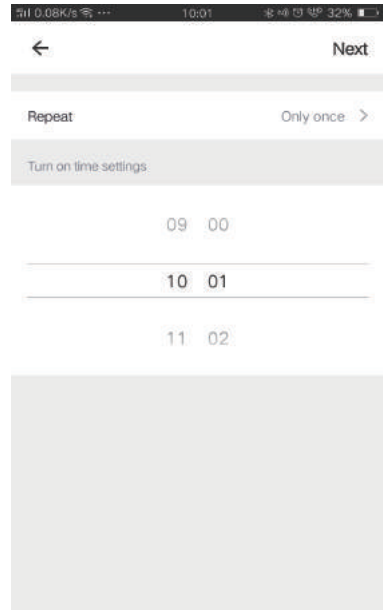 0.08K/s ... 10:01 32%
← Next
Repeat Only once >
Turn on time settings
09 00
10 01
11 02